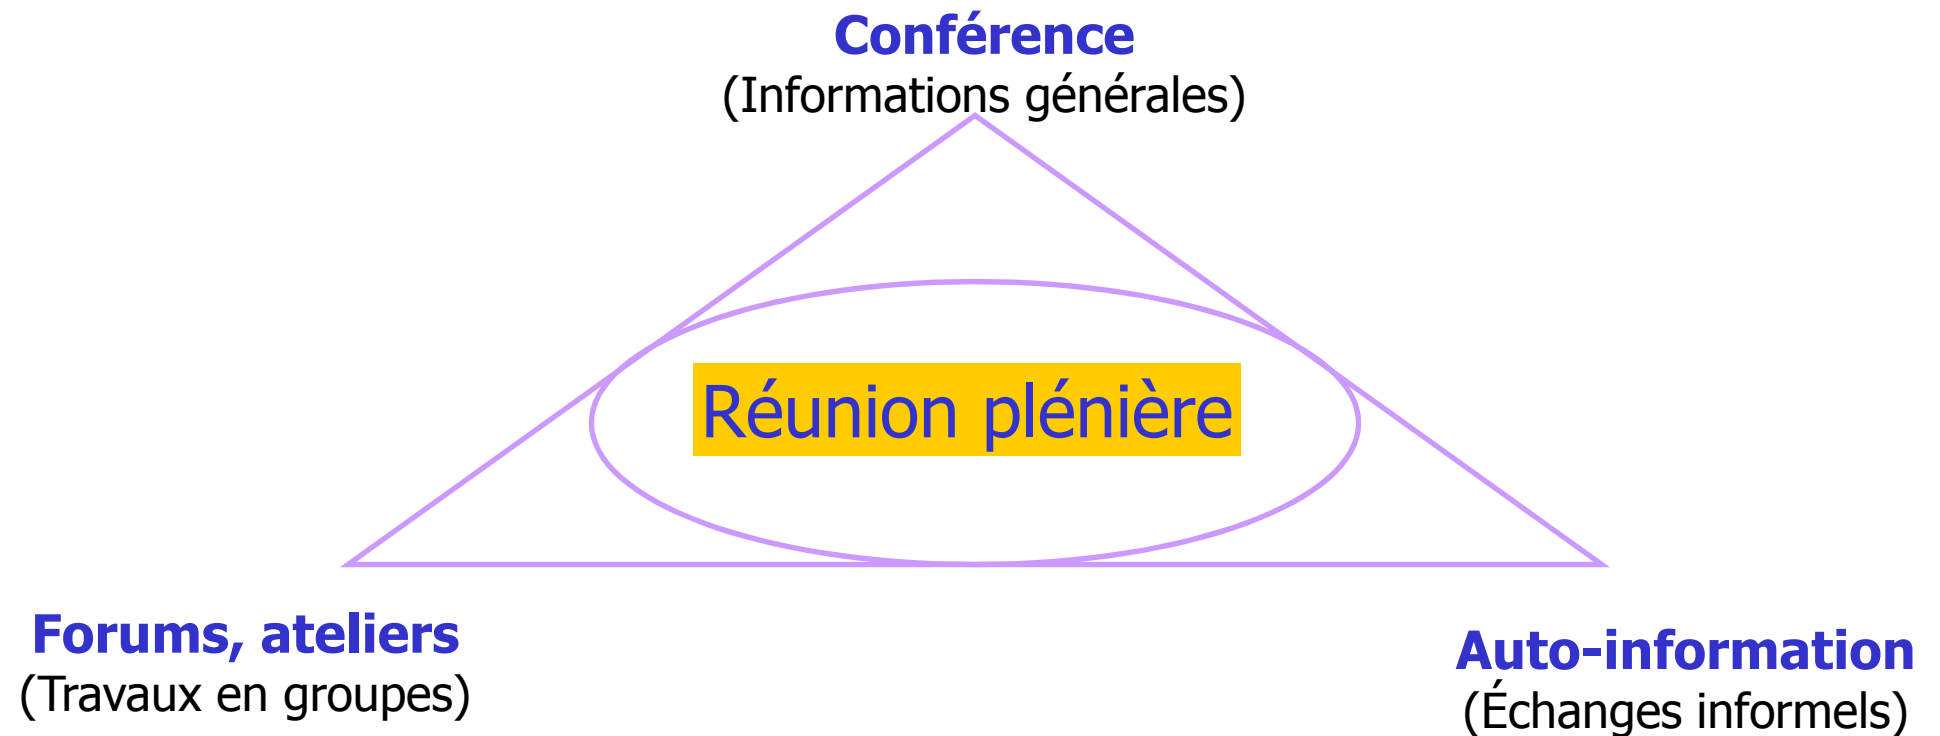 Conférence
(Informations générales)
Réunion plénière
Forums, ateliers
(Travaux en groupes)
Auto-information
(Échanges informels)